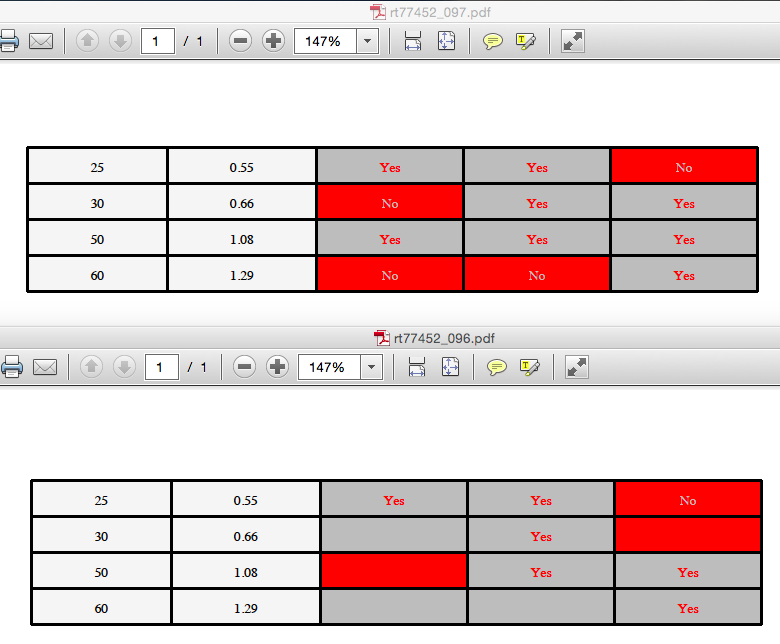 rt77452_097.pdf
1 / 1 147%
25 0.55 Yes Yes No
30 0.66 No Yes Yes
50 1.08 Yes Yes Yes
60 1.29 No No Yes
rt77452_096.pdf
1 / 1 147%
25 0.55 Yes Yes No
30 0.66 Yes
50 1.08 Yes Yes
60 1.29 Yes